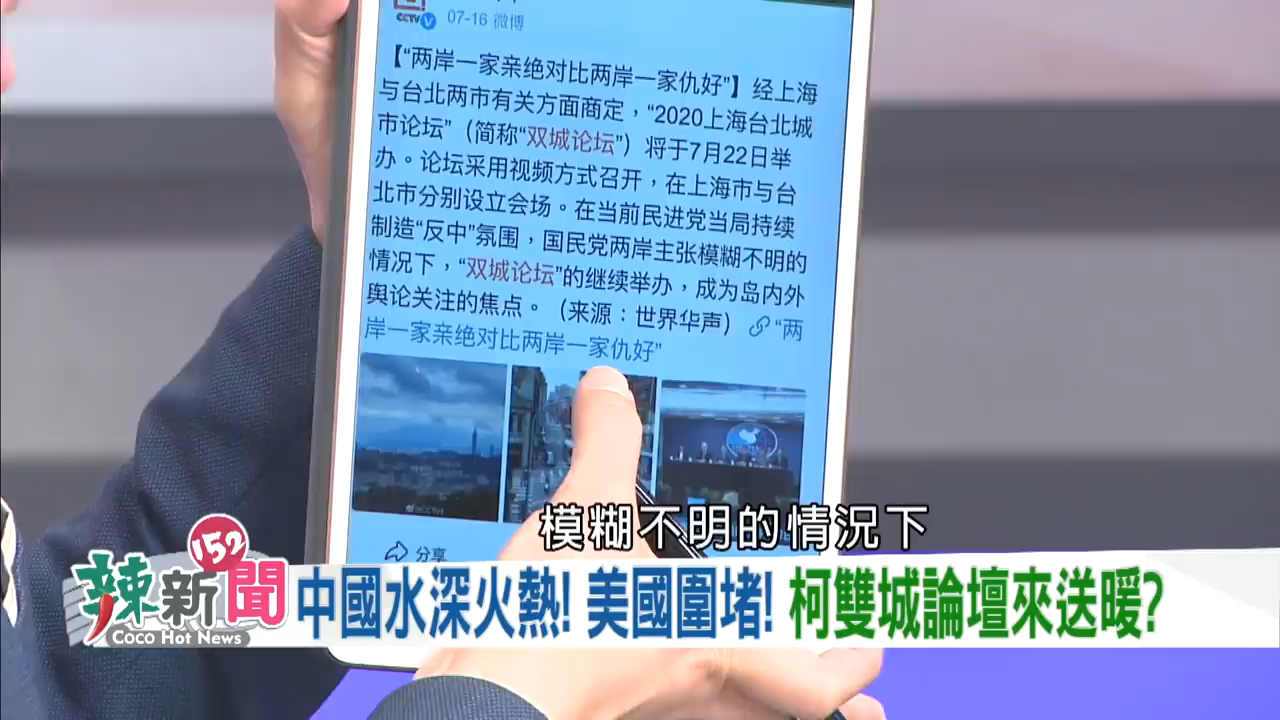 CCTV 07-16 微博
【“两岸一家亲绝对比两岸一家仇好”】经上海
与台北两市有关方面商定，“2020上海台北城
市论坛”（简称“双城论坛”）将于7月22日举
办。论坛采用视频方式召开，在上海市与台
北市分别设立会场。在当前民进党当局持续
制造“反中”氛围，国民党两岸主张模糊不明的
情况下，“双城论坛”的继续举办，成为岛内外
舆论关注的焦点。（来源：世界华声）“两
岸一家亲绝对比两岸一家仇好”
分享
模糊不明的情況下
152
辣新聞
Coco Hot News
中國水深火熱! 美國圍堵! 柯雙城論壇來送暖?